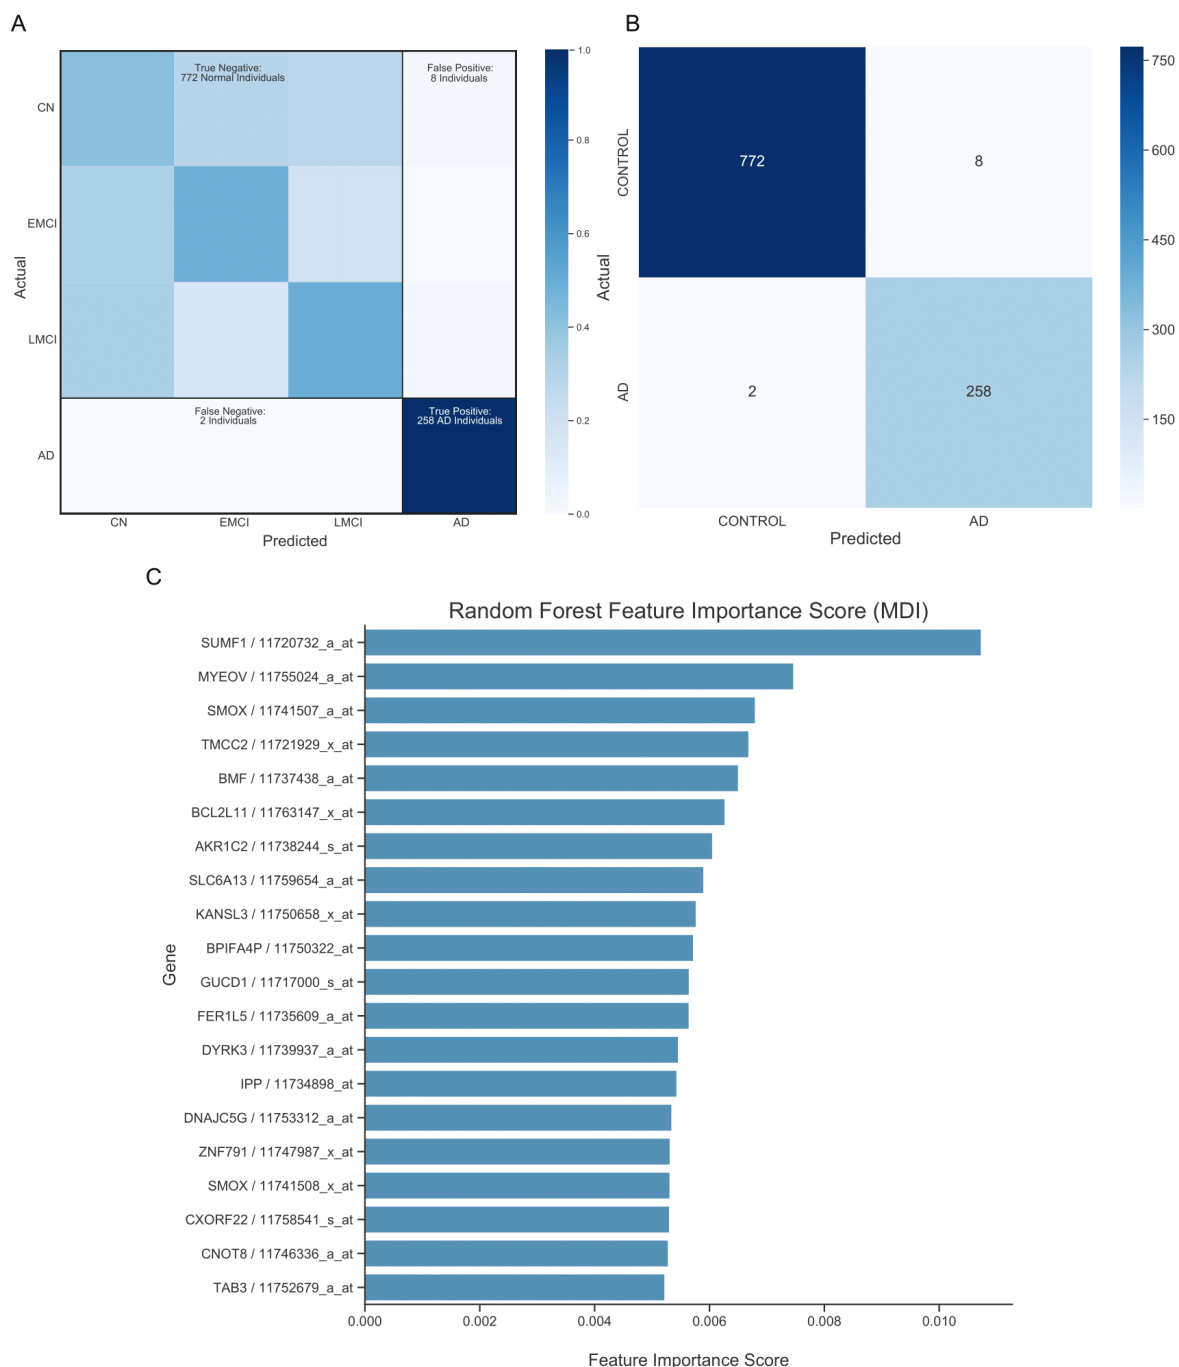 A
True Negative:
772 Normal Individuals
False Positive:
8 Individuals
CN
EMCI
LMCI
AD
Actual
False Negative:
2 Individuals
True Positive:
258 AD Individuals
CN
EMCI
LMCI
AD
Predicted
1.0
0.8
0.6
0.4
0.2
0.0
B
CONTROL
AD
Actual
772
8
2
258
CONTROL
AD
Predicted
750
600
450
300
150
C
Random Forest Feature Importance Score (MDI)
Gene
SUMF1 / 11720732_a_at
MYEOV / 11755024_a_at
SMOX / 11741507_a_at
TMCC2 / 11721929_x_at
BMF / 11737438_a_at
BCL2L11 / 11763147_x_at
AKR1C2 / 11738244_s_at
SLC6A13 / 11759654_a_at
KANSL3 / 11750658_x_at
BPIFA4P / 11750322_at
GUCD1 / 11717000_s_at
FER1L5 / 11735609_a_at
DYRK3 / 11739937_a_at
IPP / 11734898_at
DNAJC5G / 11753312_a_at
ZNF791 / 11747987_x_at
SMOX / 11741508_x_at
CXORF22 / 11758541_s_at
CNOT8 / 11746336_a_at
TAB3 / 11752679_a_at
0.000
0.002
0.004
0.006
0.008
0.010
Feature Importance Score